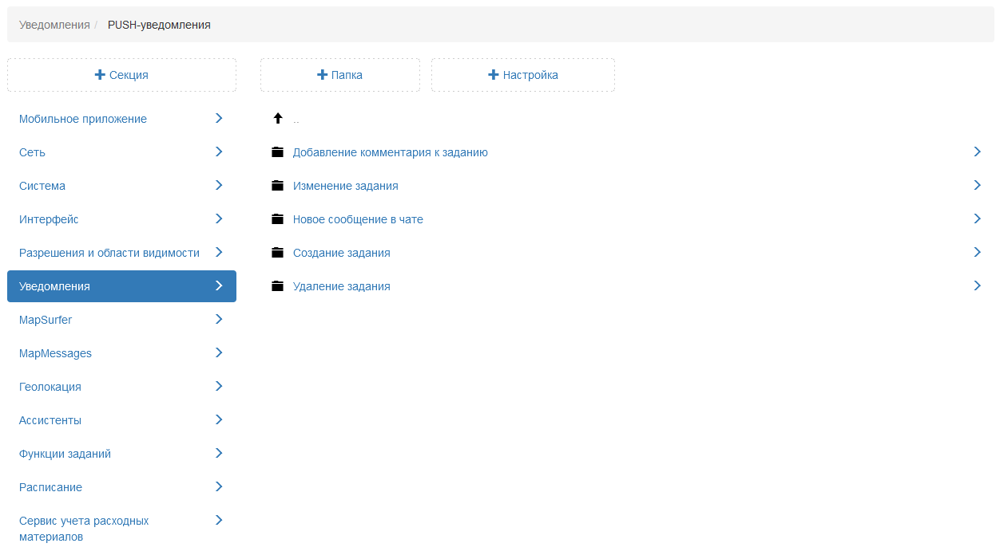 Уведомления / PUSH-уведомления
Секция
Папка
Настройка
Мобильное приложение
Сеть
Система
Интерфейс
Разрешения и области видимости
Уведомления
MapSurfer
MapMessages
Геолокация
Ассистенты
Функции заданий
Расписание
Сервис учета расходных
материалов
..
Добавление комментария к заданию
Изменение задания
Новое сообщение в чате
Создание задания
Удаление задания